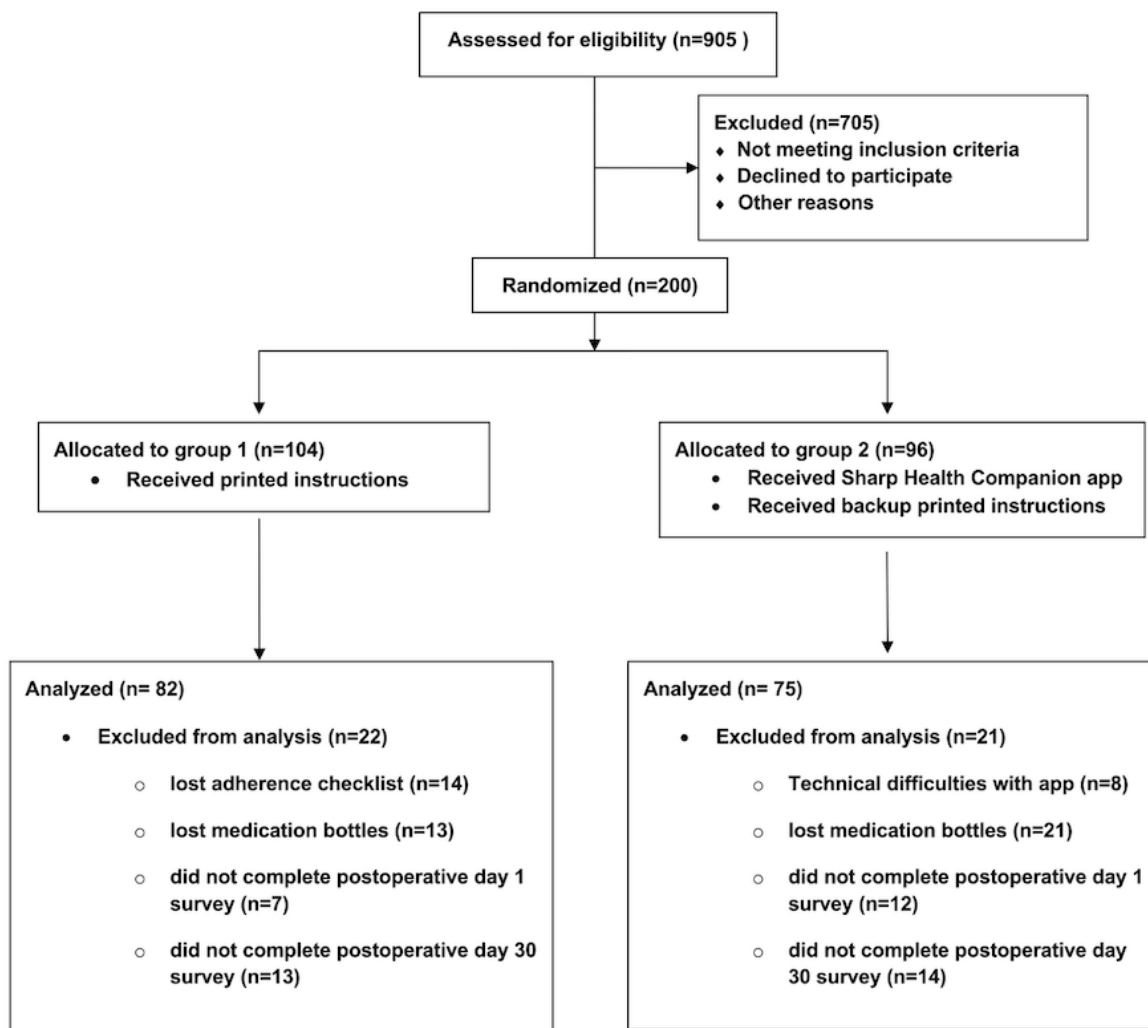 Assessed for eligibility (n=905 )
Excluded (n=705)
♦ Not meeting inclusion criteria
♦ Declined to participate
♦ Other reasons
Randomized (n=200)
Allocated to group 1 (n=104)
• Received printed instructions
Allocated to group 2 (n=96)
• Received Sharp Health Companion app
• Received backup printed instructions
Analyzed (n= 82)
• Excluded from analysis (n=22)
○ lost adherence checklist (n=14)
○ lost medication bottles (n=13)
○ did not complete postoperative day 1
survey (n=7)
○ did not complete postoperative day 30
survey (n=13)
Analyzed (n= 75)
• Excluded from analysis (n=21)
○ Technical difficulties with app (n=8)
○ lost medication bottles (n=21)
○ did not complete postoperative day 1
survey (n=12)
○ did not complete postoperative day
30 survey (n=14)